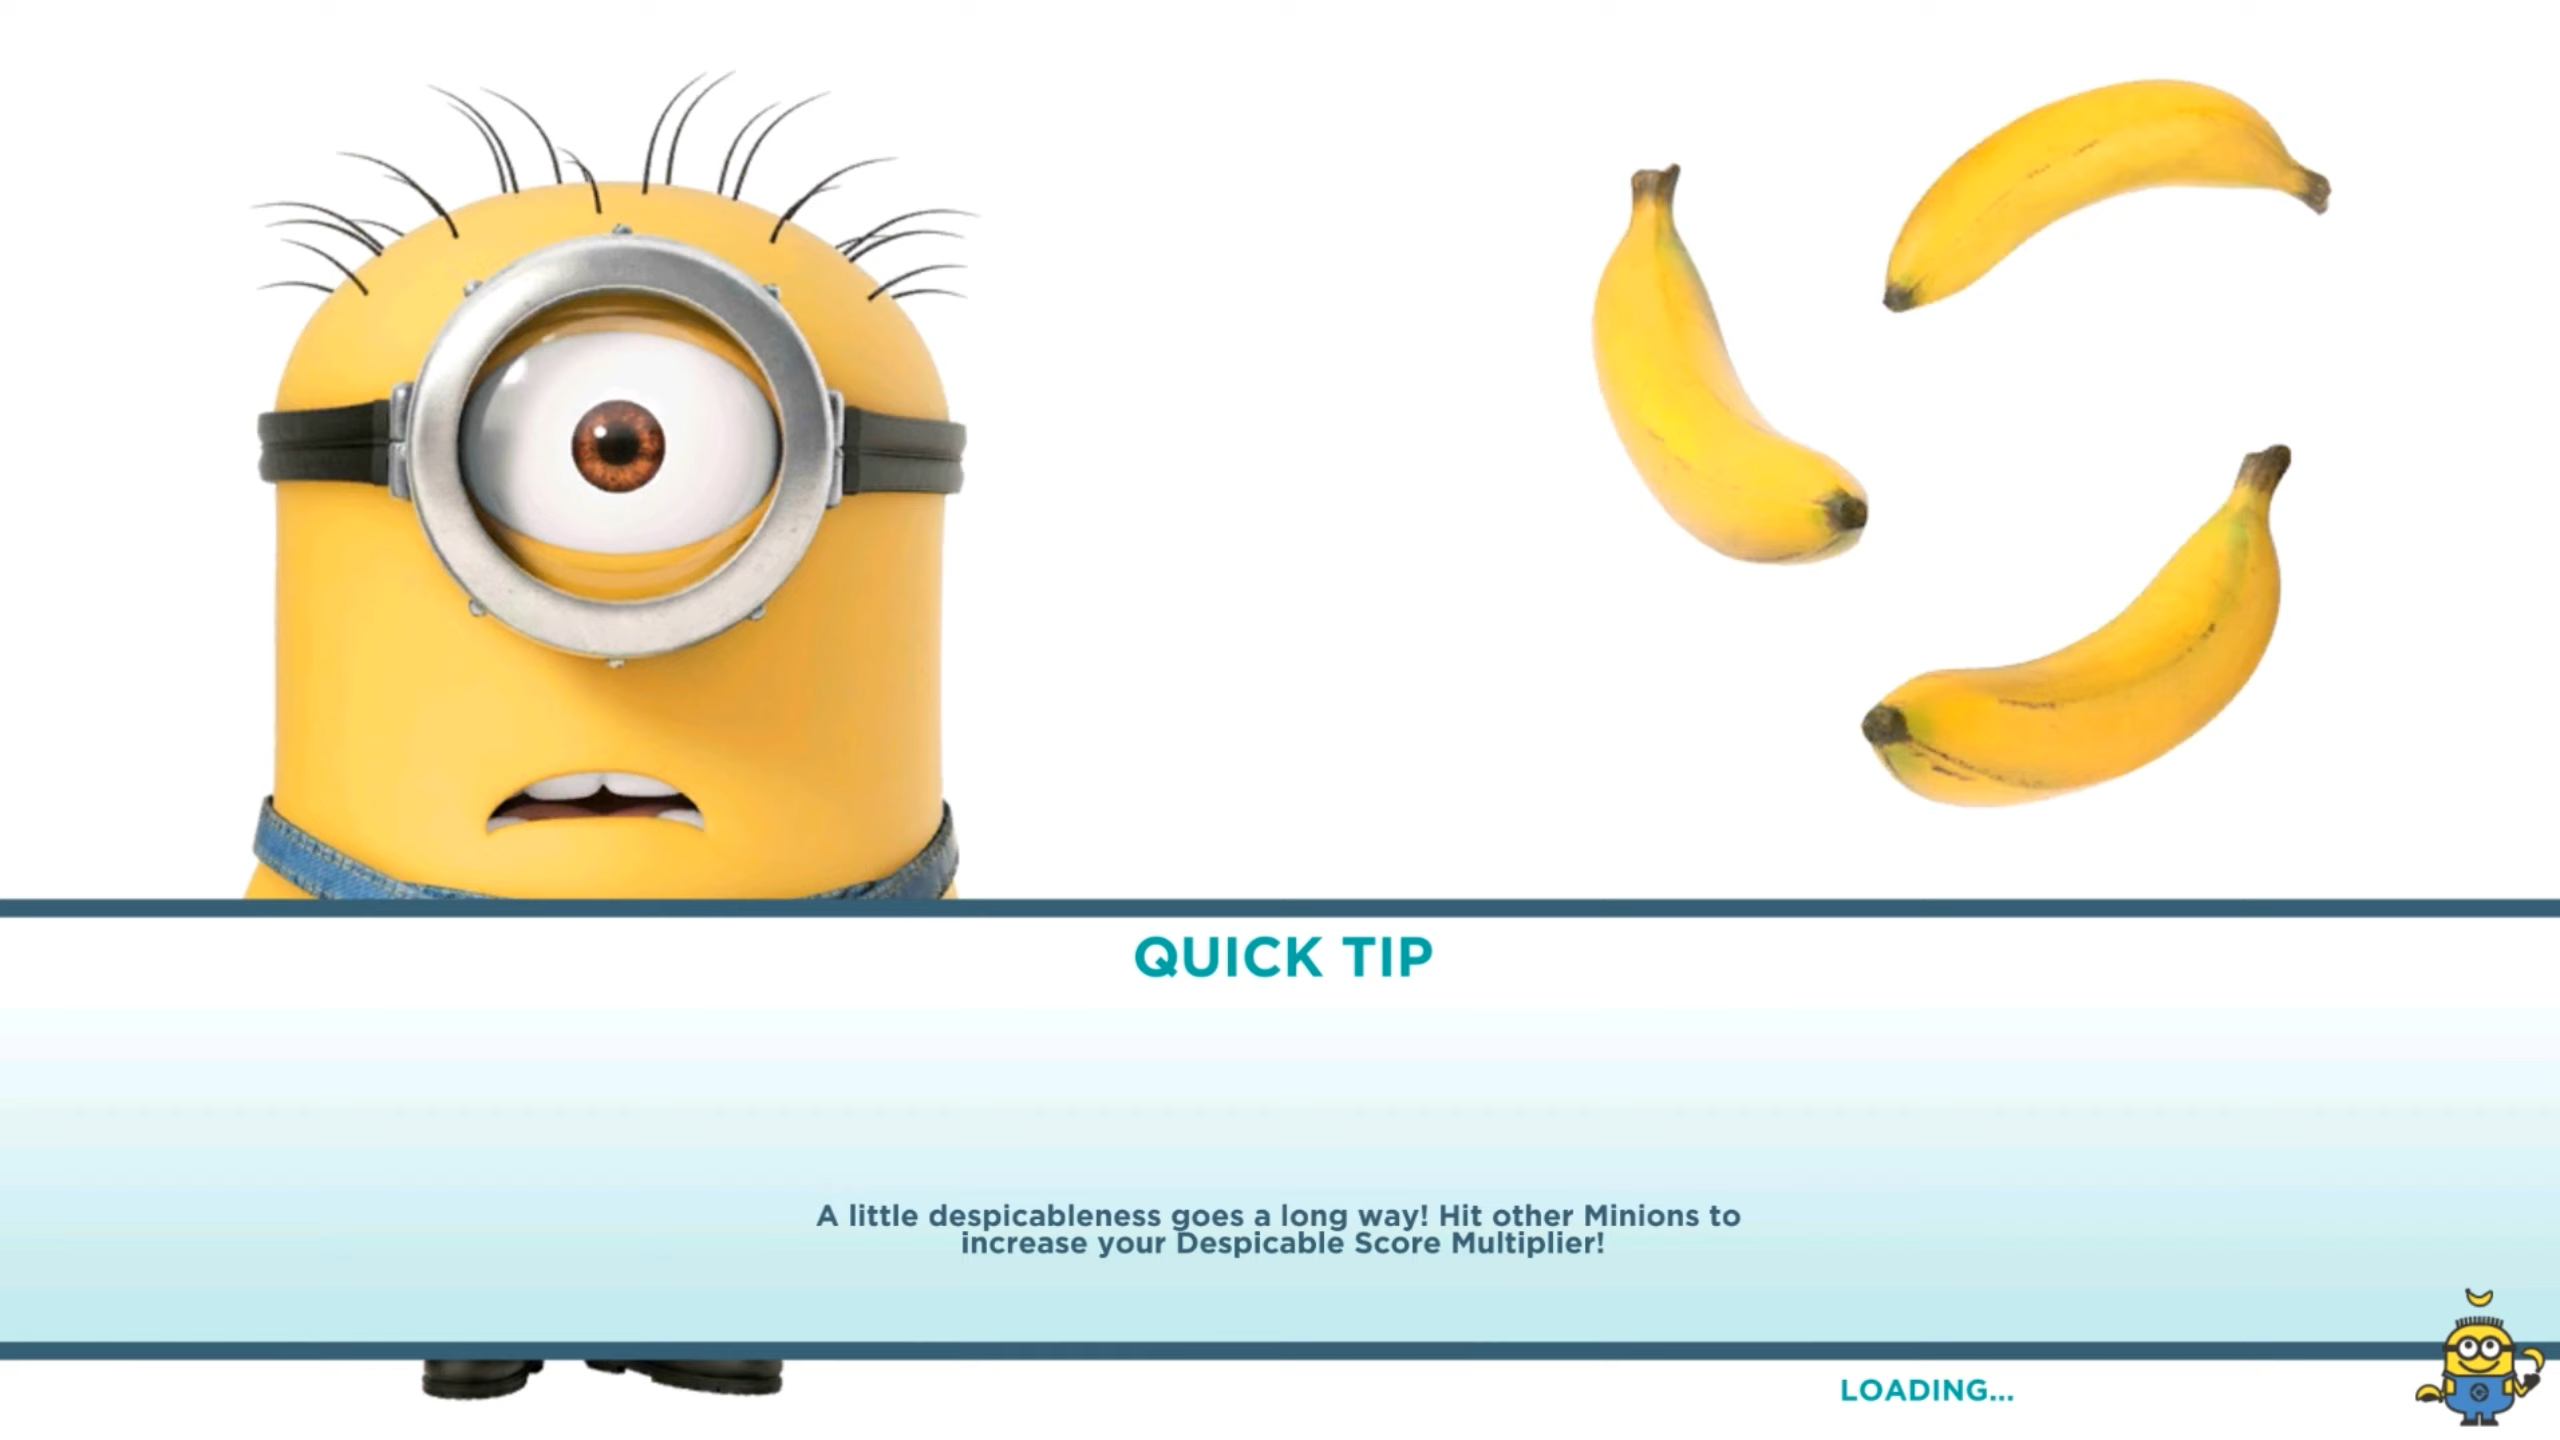 QUICK TIP
A little despicableness goes a long way! Hit other Minions to
increase your Despicable Score Multiplier!
LOADING...